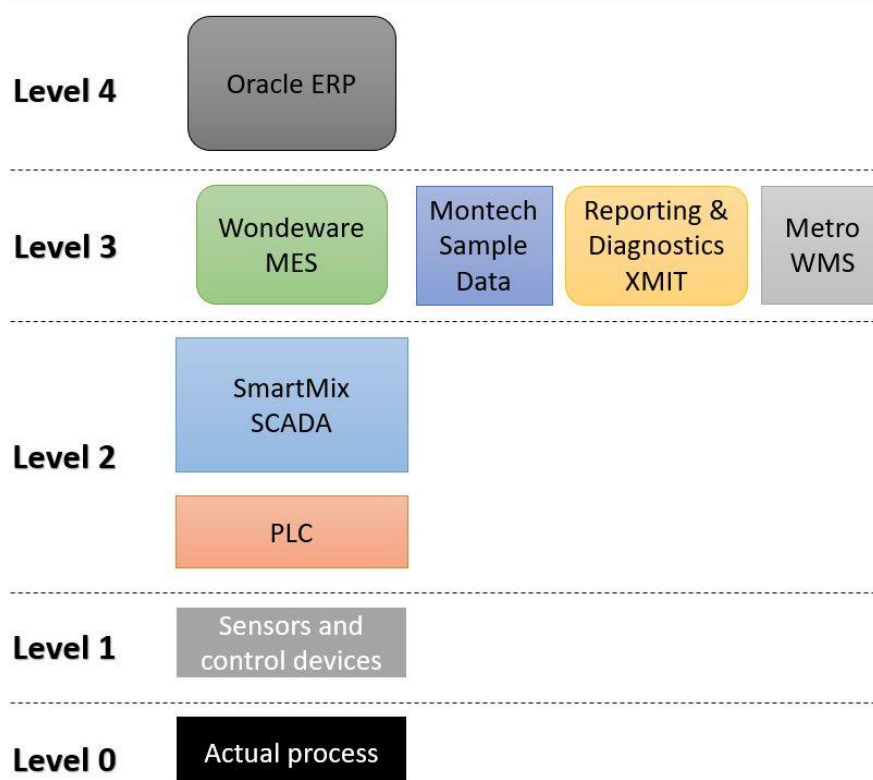 Level 4
Oracle ERP
Level 3
Wondeware
MES
Montech
Sample
Data
Reporting &
Diagnostics
XMIT
Metro
WMS
Level 2
SmartMix
SCADA
PLC
Level 1
Sensors and
control devices
Level 0
Actual process